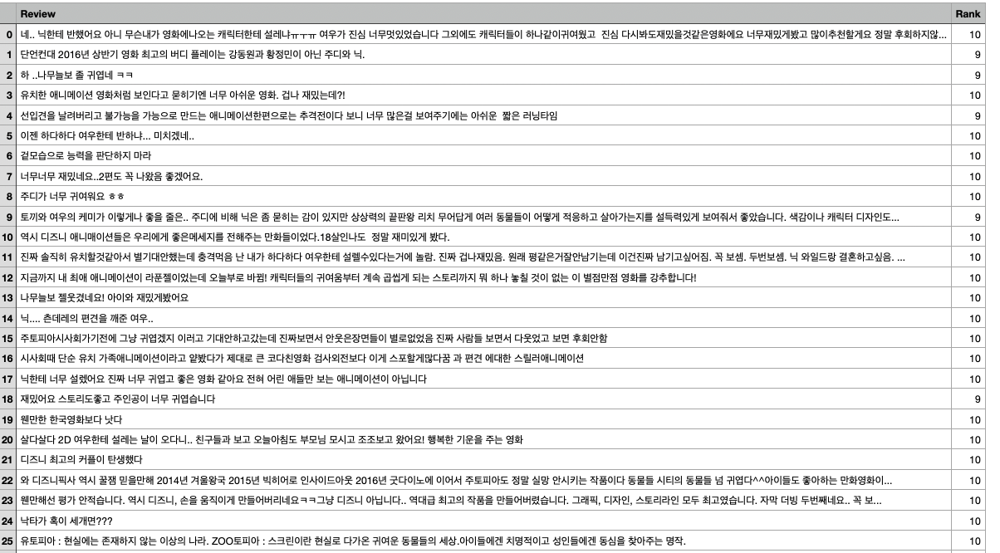 Review Rank
0 네.. 닉한테 반했어요 아니 무슨내가 영화에나오는 캐릭터한테 설레냐ㅠㅜㅠ 여우가 진심 너무멋있었습니다 그외에도 캐릭터들이 하나같이귀여웠고 진심 다시봐도재밌을것같은영화에요 너무재밌게봤고 많이추천할게요 정말 후회하지않... 10
1 단언컨대 2016년 상반기 영화 최고의 버디 플레이는 강동원과 황정민이 아닌 주디와 닉. 9
2 하 ..나무늘보 졸 귀엽네 ㅋㅋ 9
3 유치한 애니메이션 영화처럼 보인다고 묻히기엔 너무 아쉬운 영화. 겁나 재밌는데?! 10
4 선입견을 날려버리고 불가능을 가능으로 만드는 애니메이션한편으로는 추격전이다 보니 너무 많은걸 보여주기에는 아쉬운 짧은 러닝타임 9
5 이젠 하다하다 여우한테 반하냐... 미치겠네.. 10
6 겉모습으로 능력을 판단하지 마라 10
7 너무너무 재밌네요..2편도 꼭 나왔음 좋겠어요. 10
8 주디가 너무 귀여워요 ㅎㅎ 10
9 토끼와 여우의 케미가 이렇게나 좋을 줄은.. 주디에 비해 닉은 좀 묻히는 감이 있지만 상상력의 끝판왕 리치 무어답게 여러 동물들이 어떻게 적응하고 살아가는지를 설득력있게 보여줘서 좋았습니다. 색감이나 캐릭터 디자인도... 9
10 역시 디즈니 애니매이션들은 우리에게 좋은메세지를 전해주는 만화들이었다.18살인나도 정말 재미있게 봤다. 10
11 진짜 솔직히 유치할것같아서 별기대안했는데 충격먹음 난 내가 하다하다 여우한테 설렐수있다는거에 놀람. 진짜 겁나재밌음. 원래 평같은거잘안남기는데 이건진짜 남기고싶어짐. 꼭 보셈. 두번보셈. 닉 와일드랑 결혼하고싶음. ... 10
12 지금까지 내 최애 애니메이션이 라푼젤이었는데 오늘부로 바뀜! 캐릭터들의 귀여움부터 계속 곱씹게 되는 스토리까지 뭐 하나 놓칠 것이 없는 이 별점만점 영화를 강추합니다! 10
13 나무늘보 젤웃겼네요! 아이와 재밌게봤어요 10
14 닉.... 츤데레의 편견을 깨준 여우.. 10
15 주토피아시사회가기전에 그냥 귀엽겠지 이러고 기대안하고갔는데 진짜보면서 안웃은장면들이 별로없었음 진짜 사람들 보면서 다웃었고 보면 후회안함 10
16 시사회때 단순 유치 가족애니메이션이라고 얕봤다가 제대로 큰 코다친영화 검사외전보다 이게 스포할게많다꿈 과 편견 에대한 스릴러애니메이션 10
17 닉한테 너무 설렜어요 진짜 너무 귀엽고 좋은 영화 같아요 전혀 어린 애들만 보는 애니메이션이 아닙니다 10
18 재밌어요 스토리도좋고 주인공이 너무 귀엽습니다 9
19 웬만한 한국영화보다 낫다 10
20 살다살다 2D 여우한테 설레는 날이 오다니.. 친구들과 보고 오늘아침도 부모님 모시고 조조보고 왔어요! 행복한 기운을 주는 영화 10
21 디즈니 최고의 커플이 탄생했다 10
22 와 디즈니픽사 역시 꿀잼 믿을만해 2014년 겨울왕국 2015년 빅히어로 인사이드아웃 2016년 굿다이노에 이어서 주토피아도 정말 실망 안시키는 작품이다 동물들 시티의 동물들 넘 귀엽다^^아이들도 좋아하는 만화영화이... 10
23 웬만해선 평가 안적습니다. 역시 디즈니, 손을 움직이게 만들어버리네요ㅋㅋ그냥 디즈니 아닙니다.. 역대급 최고의 작품을 만들어버렸습니다. 그래픽, 디자인, 스토리라인 모두 최고였습니다. 자막 더빙 두번째네요.. 꼭 보... 10
24 낙타가 혹이 세개면??? 10
25 유토피아 : 현실에는 존재하지 않는 이상의 나라. ZOO토피아 : 스크린이란 현실로 다가온 귀여운 동물들의 세상.아이들에겐 치명적이고 성인들에겐 동심을 찾아주는 명작. 10